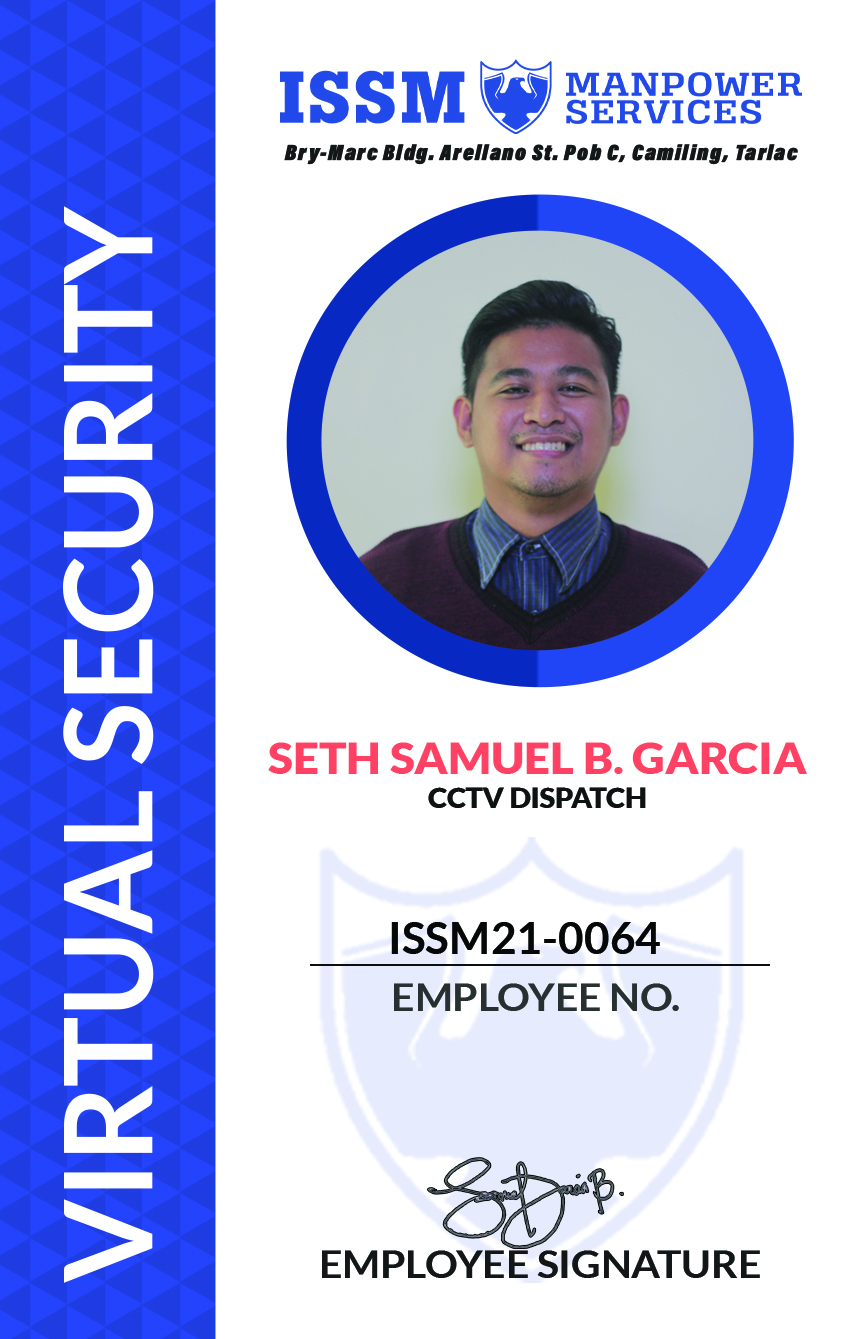 VIRTUAL SECURITY
ISSM MANPOWER SERVICES
Bry-Marc Bldg. Arellano St. Pob C, Camiling, Tarlac
SETH SAMUEL B. GARCIA
CCTV DISPATCH
ISSM21-0064
EMPLOYEE NO.
EMPLOYEE SIGNATURE